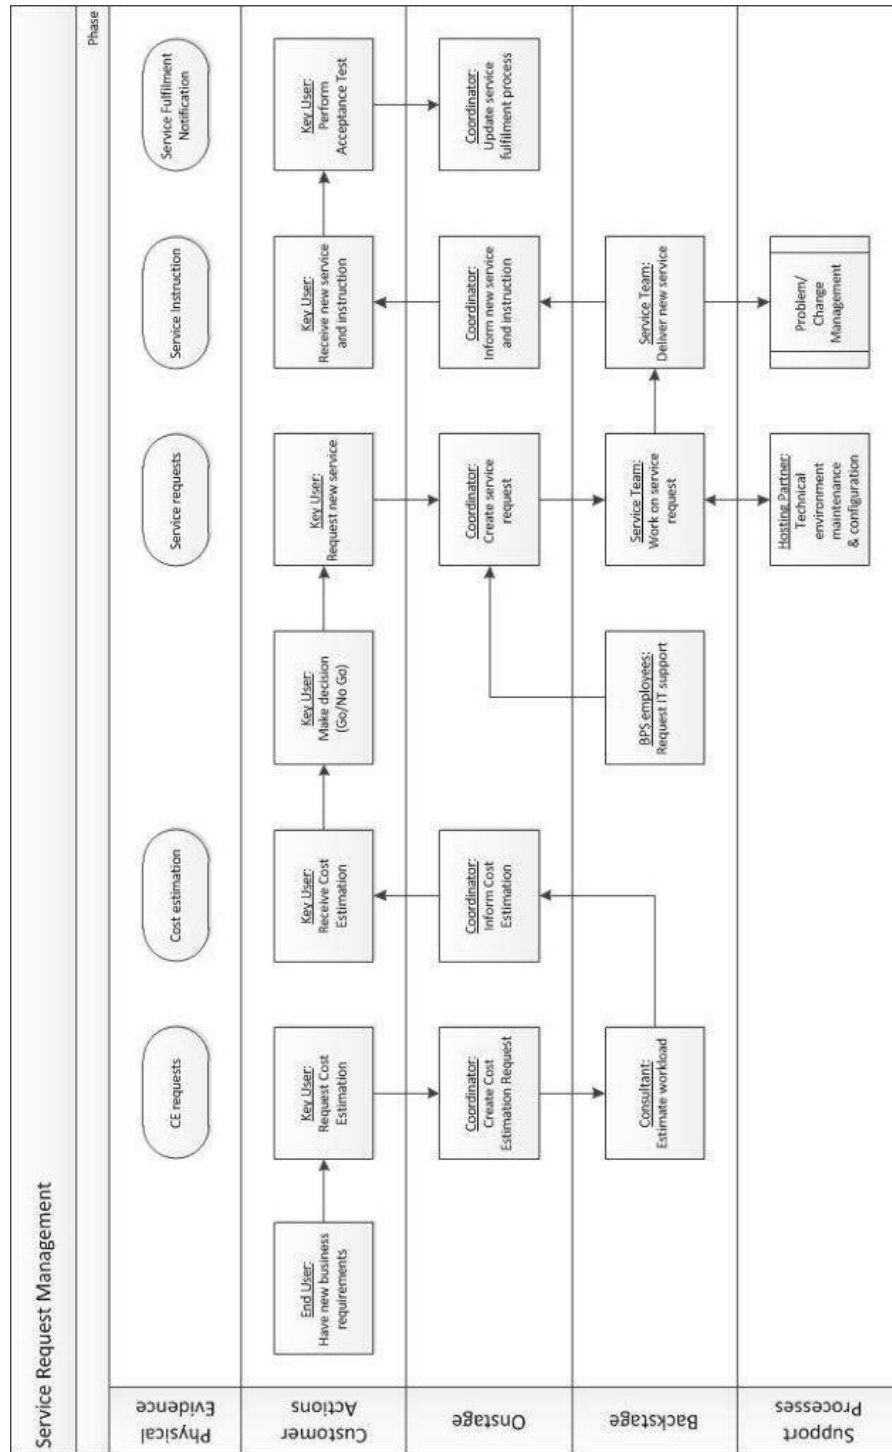 Service Request Management
Phase
Physical
Evidence
CE requests
Cost estimation
Service requests
Service Instruction
Service Fulfilment
Notification
Customer
Actions
End User:
Have new business
requirements
Key User:
Request Cost
Estimation
Key User:
Receive Cost
Estimation
Key User:
Make decision
(Go/No Go)
Key User:
Request new service
Key User:
Receive new service
and instruction
Key User:
Perform
Acceptance Test
Onstage
Coordinator:
Create Cost
Estimation Request
Coordinator:
Inform Cost
Estimation
Coordinator:
Create service
request
Coordinator:
Inform new service
and instruction
Coordinator:
Update service
fulfilment process
Backstage
Consultant:
Estimate workload
BPS employees:
Request IT support
Service Team:
Work on service
request
Service Team:
Deliver new service
Support
Processes
Hosting Partner:
Technical
environment
maintenance
& configuration
Problem/
Change
Management